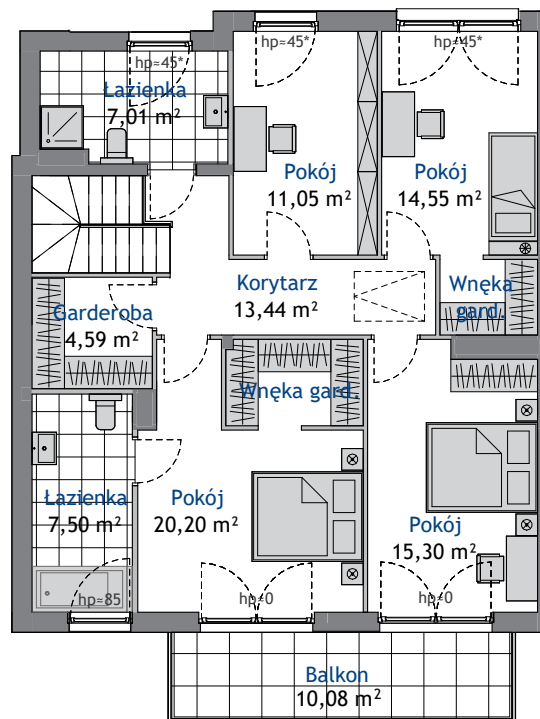 hp≈45*
hp≈45*
hp≈45*
Łazienka
7,01 m²
Pokój
11,05 m²
Pokój
14,55 m²
Korytarz
13,44 m²
Wnęka
gard.
Garderoba
4,59 m²
Wnęka gard.
Łazienka
7,50 m²
Pokój
20,20 m²
Pokój
15,30 m²
hp≈85
hp≈0
hp≈0
Balkon
10,08 m²